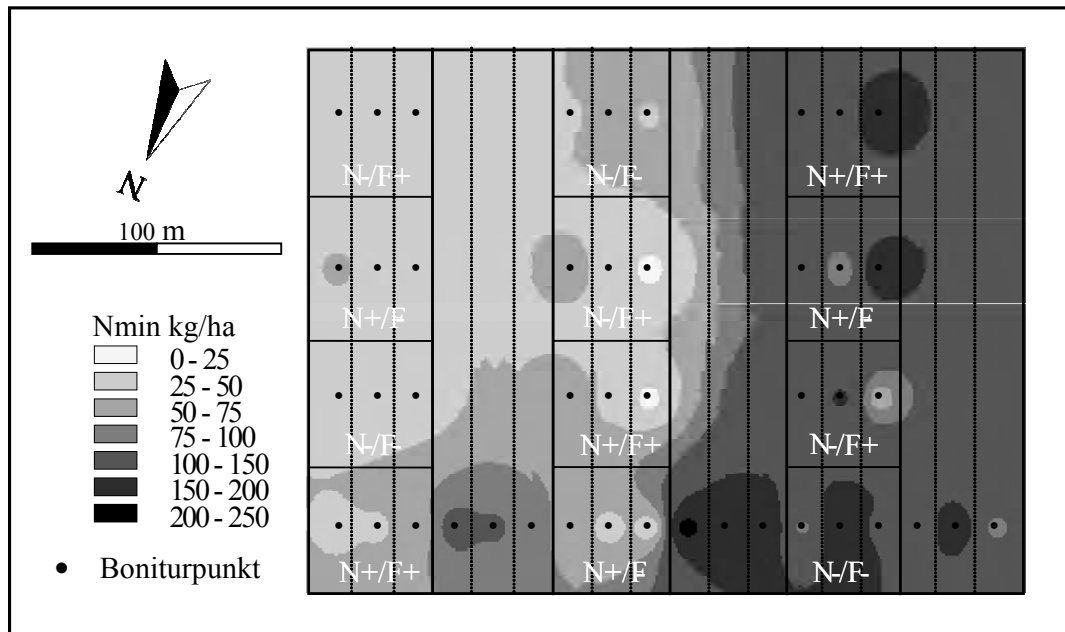 N
100 m
Nmin kg/ha
0 - 25
25 - 50
50 - 75
75 - 100
100 - 150
150 - 200
200 - 250
Boniturpunkt
N-/F+ N-/F- N+/F+
N+/F- N-/F+ N+/F-
N-/F- N+/F+ N-/F+
N+/F+ N+/F- N-/F-